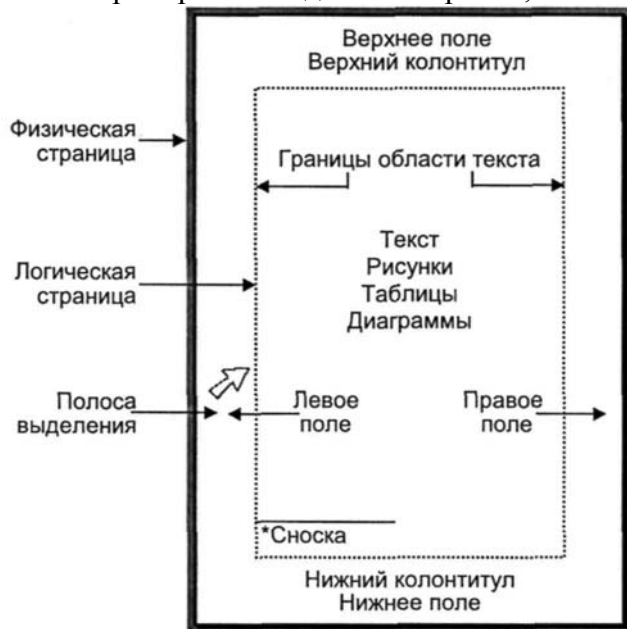 Верхнее поле
Верхний колонтитул
Физическая
страница
Границы области текста
Текст
Рисунки
Таблицы
Диаграммы
Логическая
страница
Полоса
выделения
Левое
поле
Правое
поле
*Сноска
Нижний колонтитул
Нижнее поле